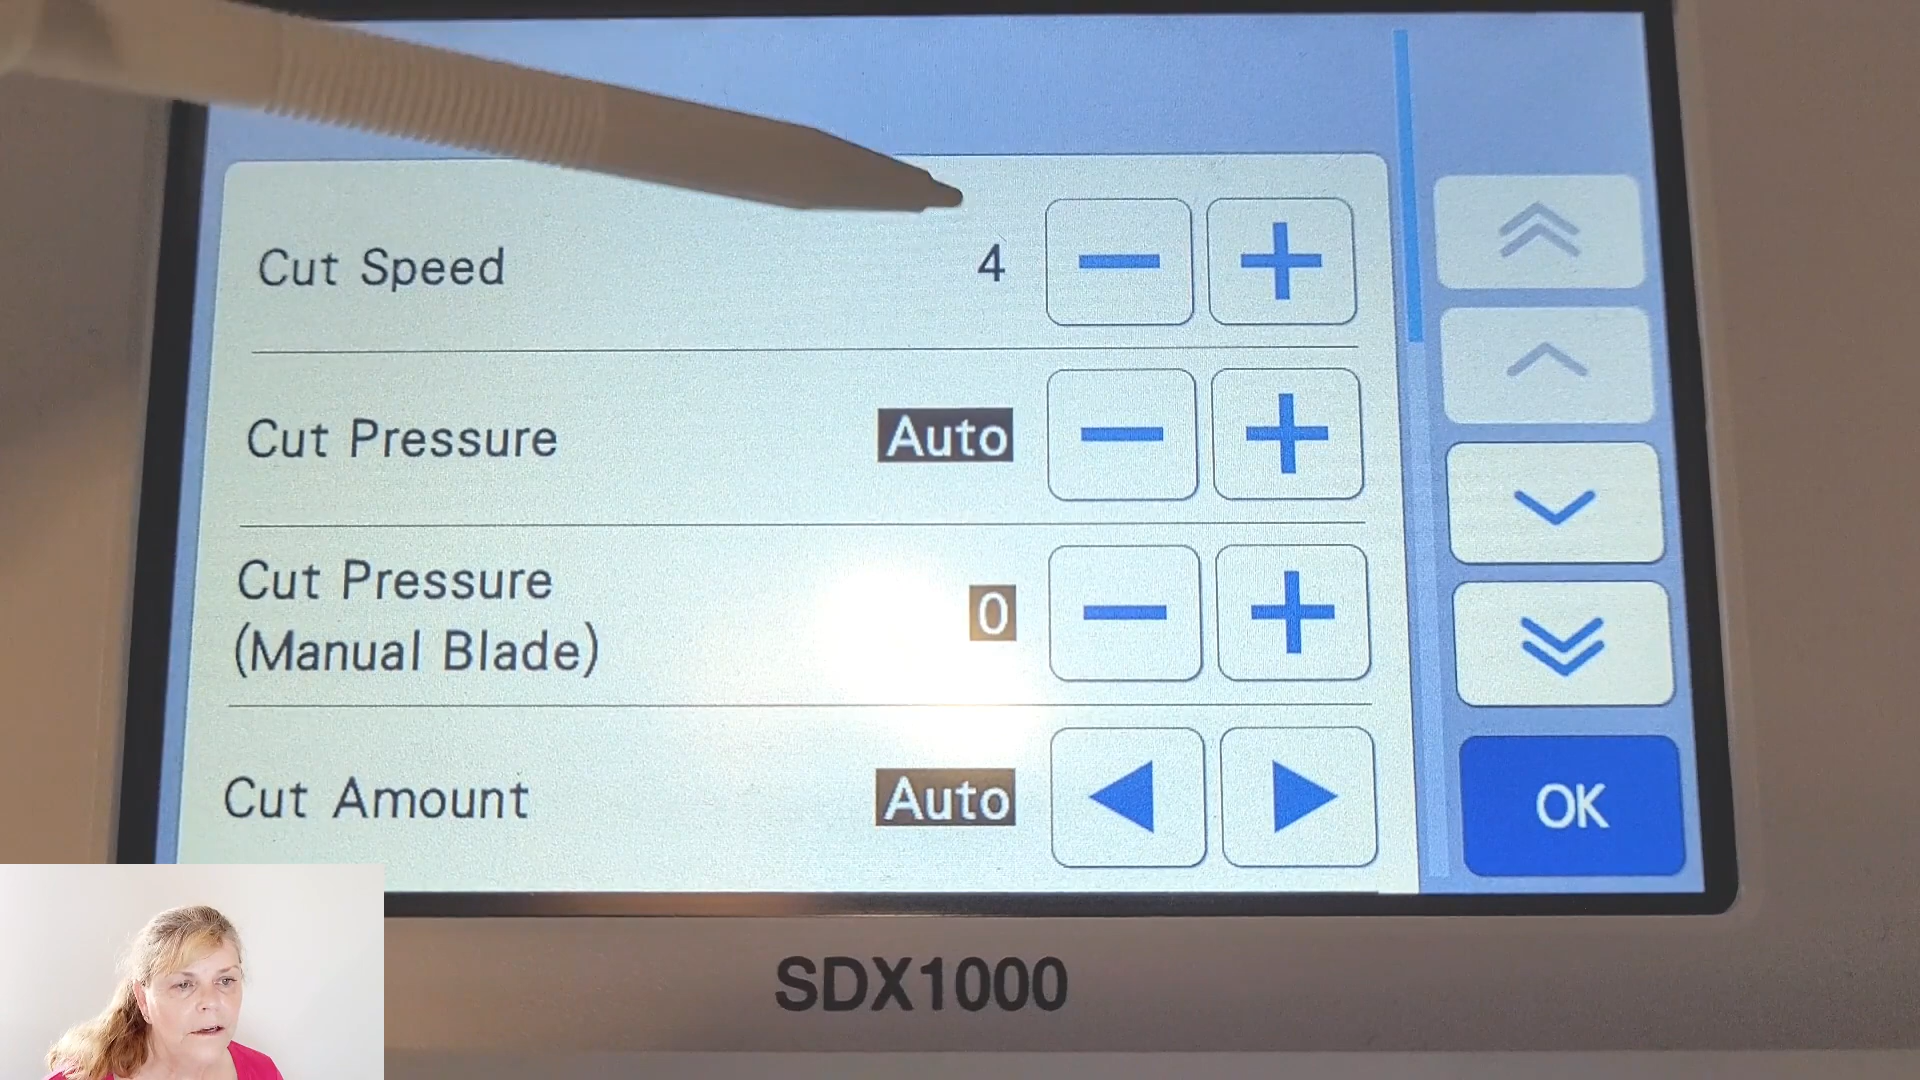 Cut Speed 4
Cut Pressure Auto
Cut Pressure
(Manual Blade) 0
Cut Amount Auto
OK
SDX1000